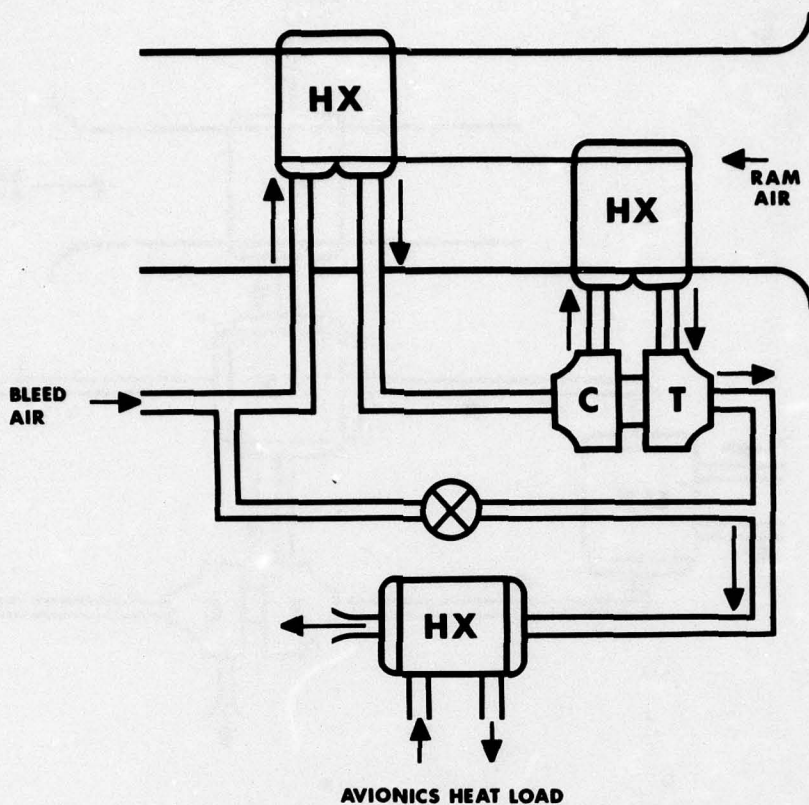 HX
HX
RAM
AIR
BLEED
AIR
C
T
HX
AVIONICS HEAT LOAD